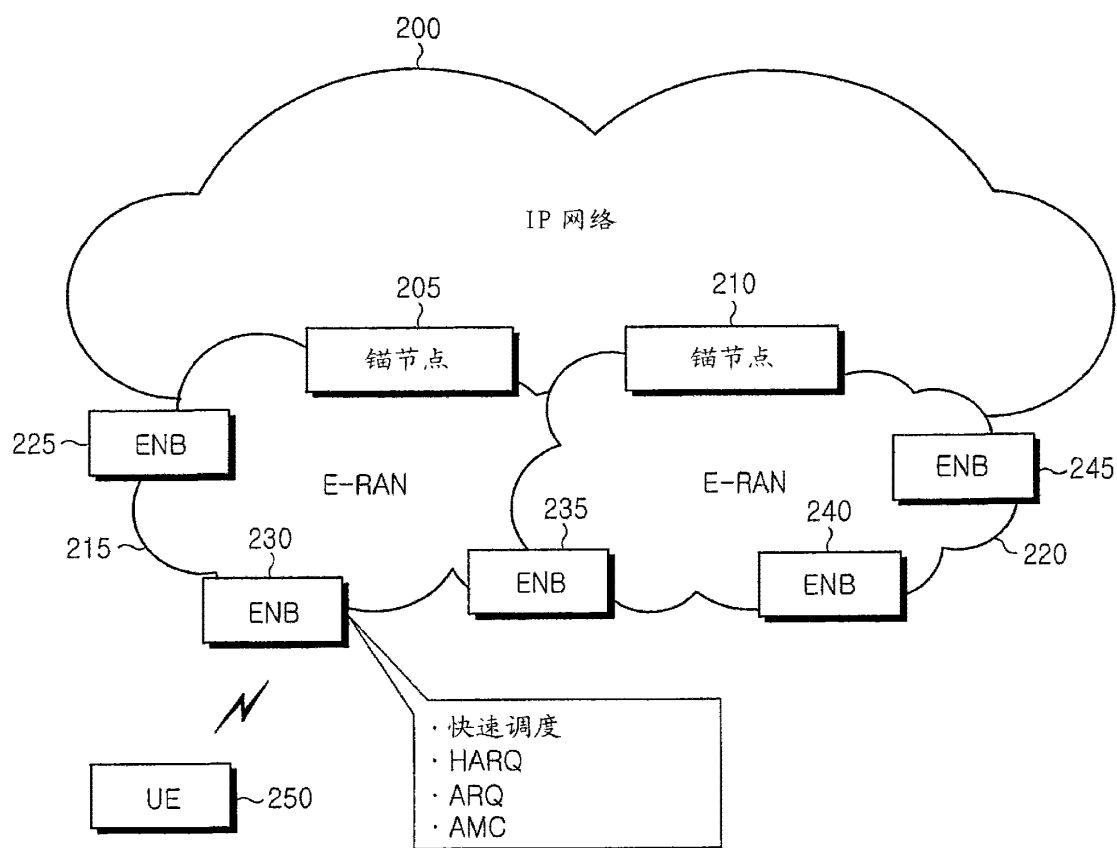 200
IP 网络
205
210
锚节点
锚节点
225
ENB
ENB
245
E-RAN
E-RAN
235
240
215
230
220
ENB
ENB
ENB
· 快速调度
· HARQ
· ARQ
· AMC
UE
250